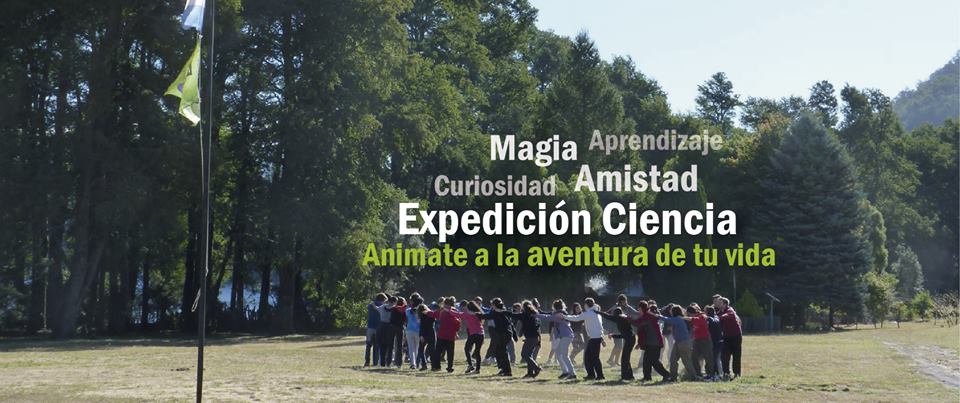 Magia Aprendizaje
Curiosidad Amistad
Expedición Ciencia
Animate a la aventura de tu vida